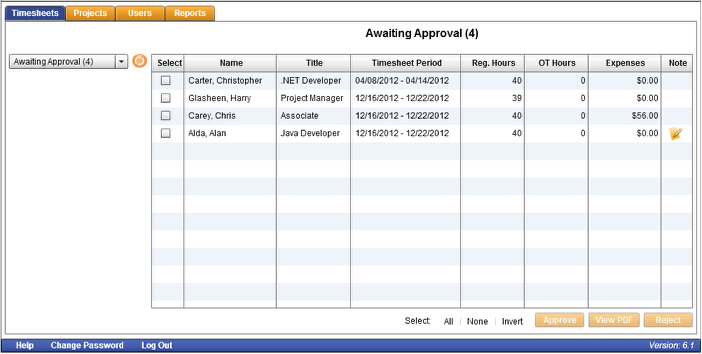 Timesheets Projects Users Reports
Awaiting Approval (4)
Awaiting Approval (4)
Select Name Title Timesheet Period Reg. Hours OT Hours Expenses Note
Carter, Christopher .NET Developer 04/08/2012 - 04/14/2012 40 0 $0.00
Glasheen, Harry Project Manager 12/16/2012 - 12/22/2012 39 0 $0.00
Carey, Chris Associate 12/16/2012 - 12/22/2012 40 0 $56.00
Alda, Alan Java Developer 12/16/2012 - 12/22/2012 40 0 $0.00
Select: All | None | Invert Approve View PDF Reject
Help Change Password Log Out Version: 6.1